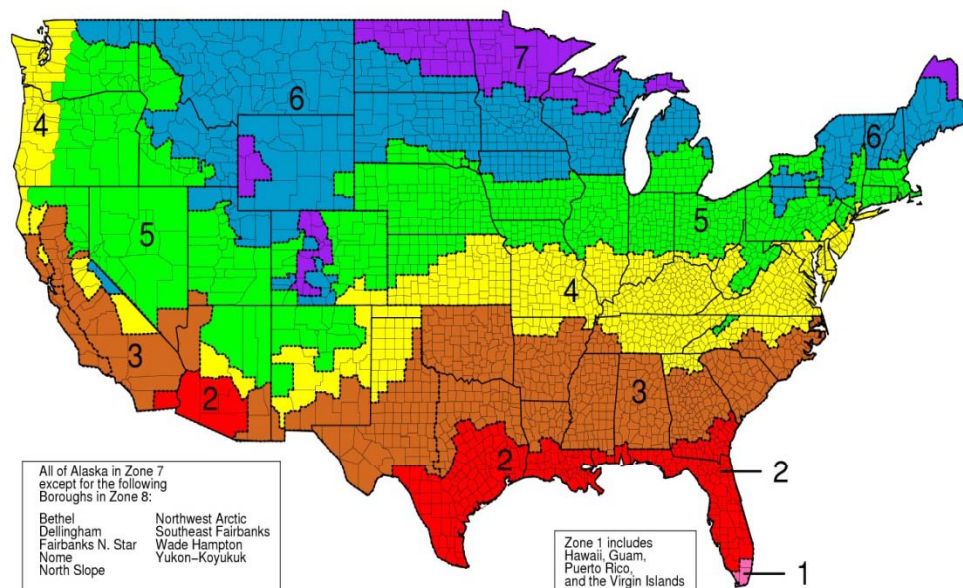 7
6
4
6
5
5
4
3
3
2
2
2
1
All of Alaska in Zone 7
except for the following
Boroughs in Zone 8:
Bethel
Dellingham
Fairbanks N. Star
Nome
North Slope
Northwest Arctic
Southeast Fairbanks
Wade Hampton
Yukon-Koyukuk
Zone 1 includes
Hawaii, Guam,
Puerto Rico,
and the Virgin Islands